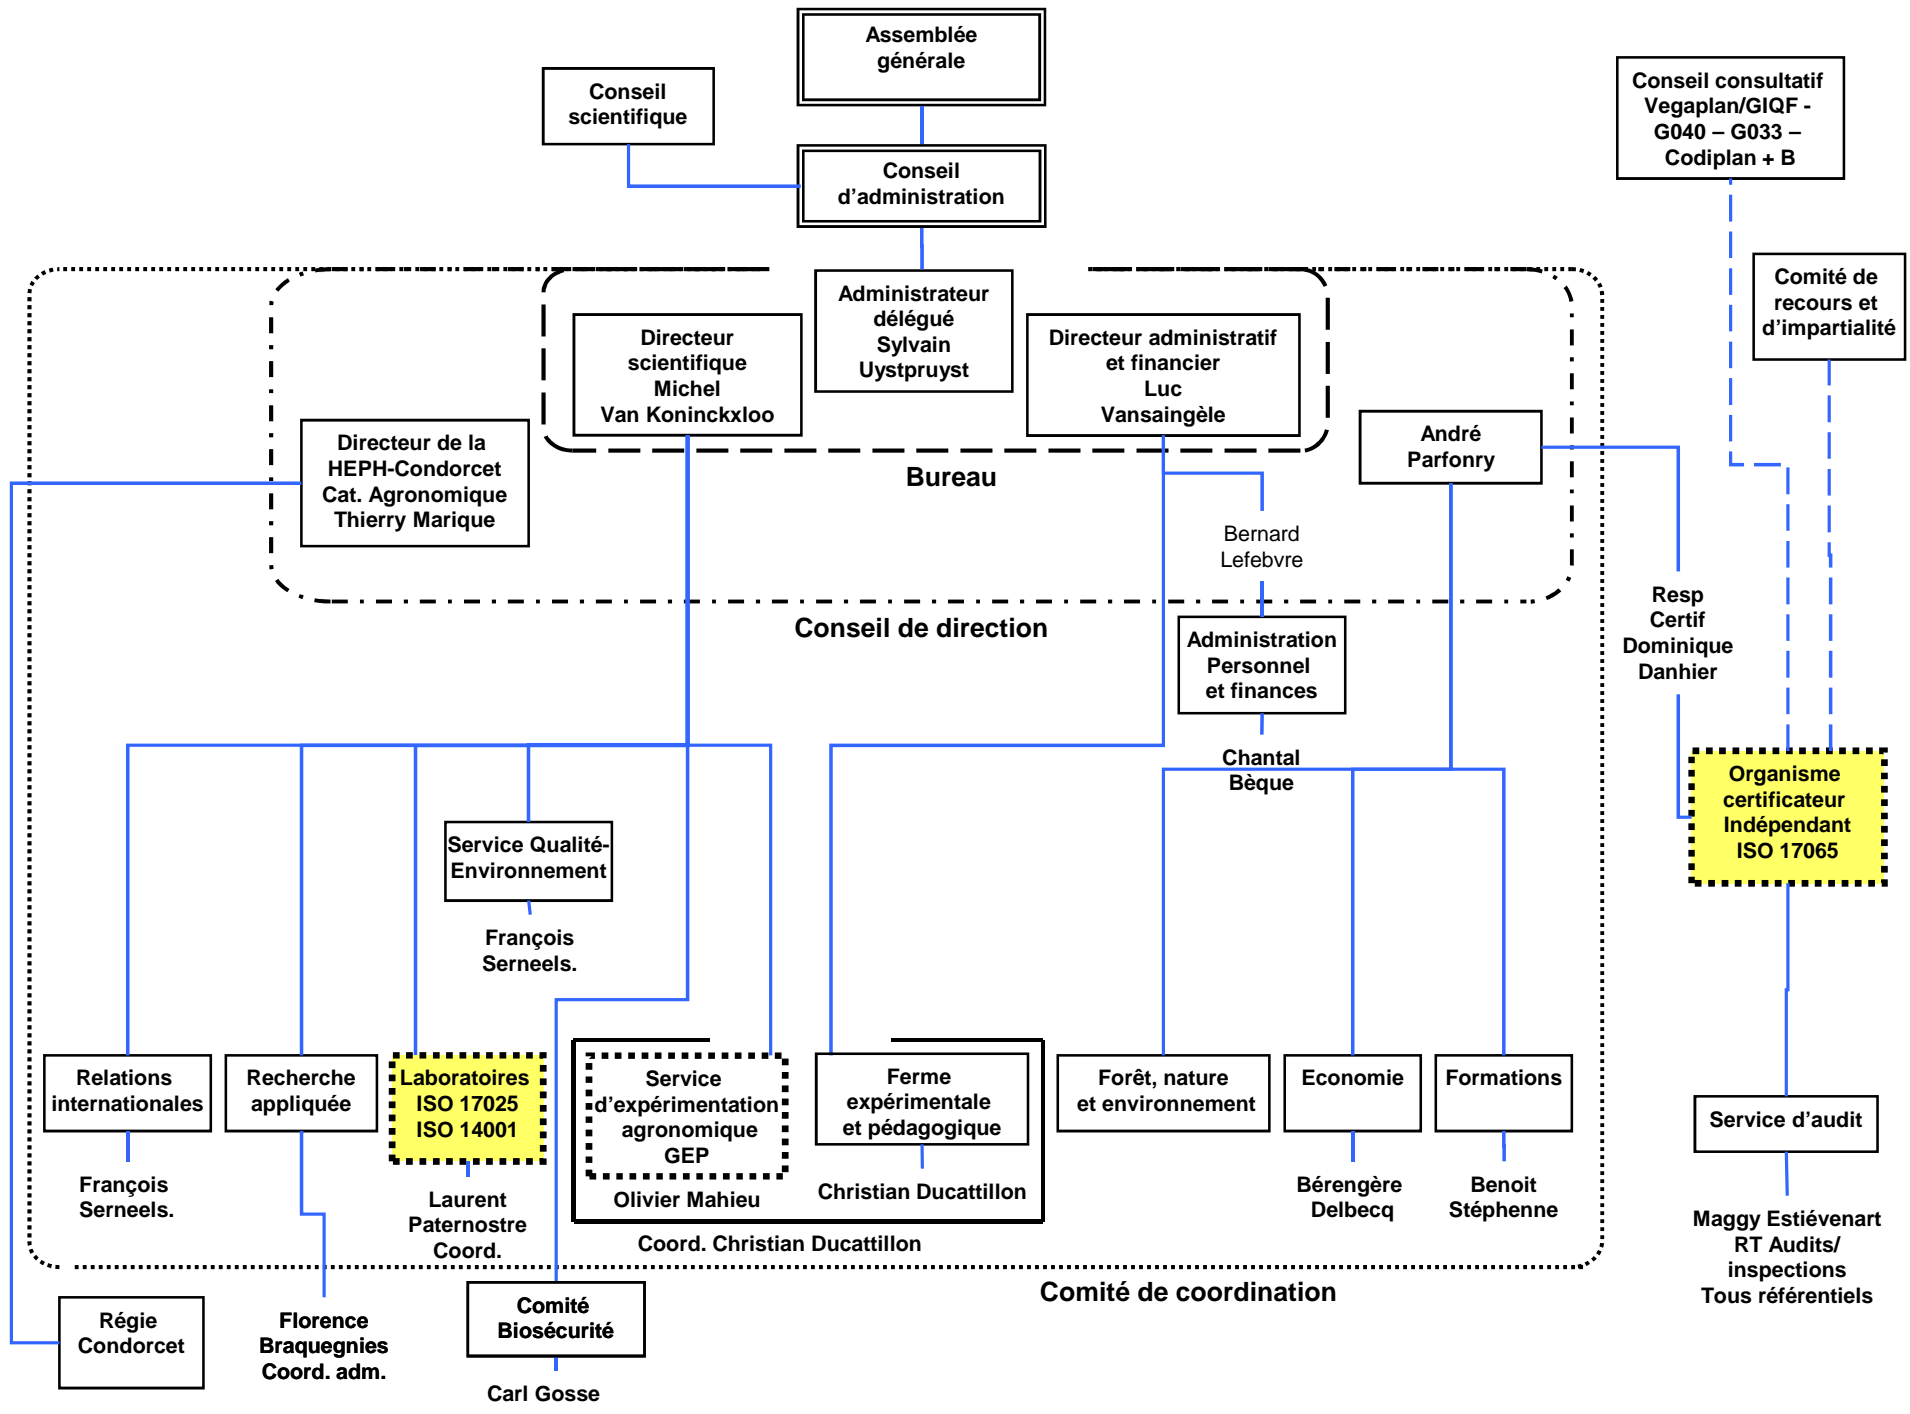 Assemblée
générale
Conseil
scientifique
Conseil consultatif
Vegaplan/GIQF -
G040 – G033 –
Codiplan + B
Conseil
d’administration
Administrateur
délégué
Sylvain
Uystpruyst
Comité de
recours et
d’impartialité
Directeur
scientifique
Michel
Van Koninckxloo
Directeur administratif
et financier
Luc
Vansaingèle
Directeur de la
HEPH-Condorcet
Cat. Agronomique
Thierry Marique
André
Parfonry
Bureau
Bernard
Lefebvre
Conseil de direction
Resp
Certif
Dominique
Danhier
Administration
Personnel
et finances
Chantal
Bèque
Organisme
certificateur
Indépendant
ISO 17065
Service Qualité-
Environnement
François
Serneels.
Relations
internationales
Recherche
appliquée
Laboratoires
ISO 17025
ISO 14001
Service
d’expérimentation
agronomique
GEP
Ferme
expérimentale
et pédagogique
Forêt, nature
et environnement
Economie
Formations
Service d’audit
François
Serneels.
Laurent
Paternostre
Coord.
Olivier Mahieu
Christian Ducattillon
Bérengère
Delbecq
Benoit
Stéphenne
Coord. Christian Ducattillon
Maggy Estiévenart
RT Audits/
inspections
Tous référentiels
Comité de coordination
Régie
Condorcet
Florence
Braquegnies
Coord. adm.
Comité
Biosécurité
Carl Gosse